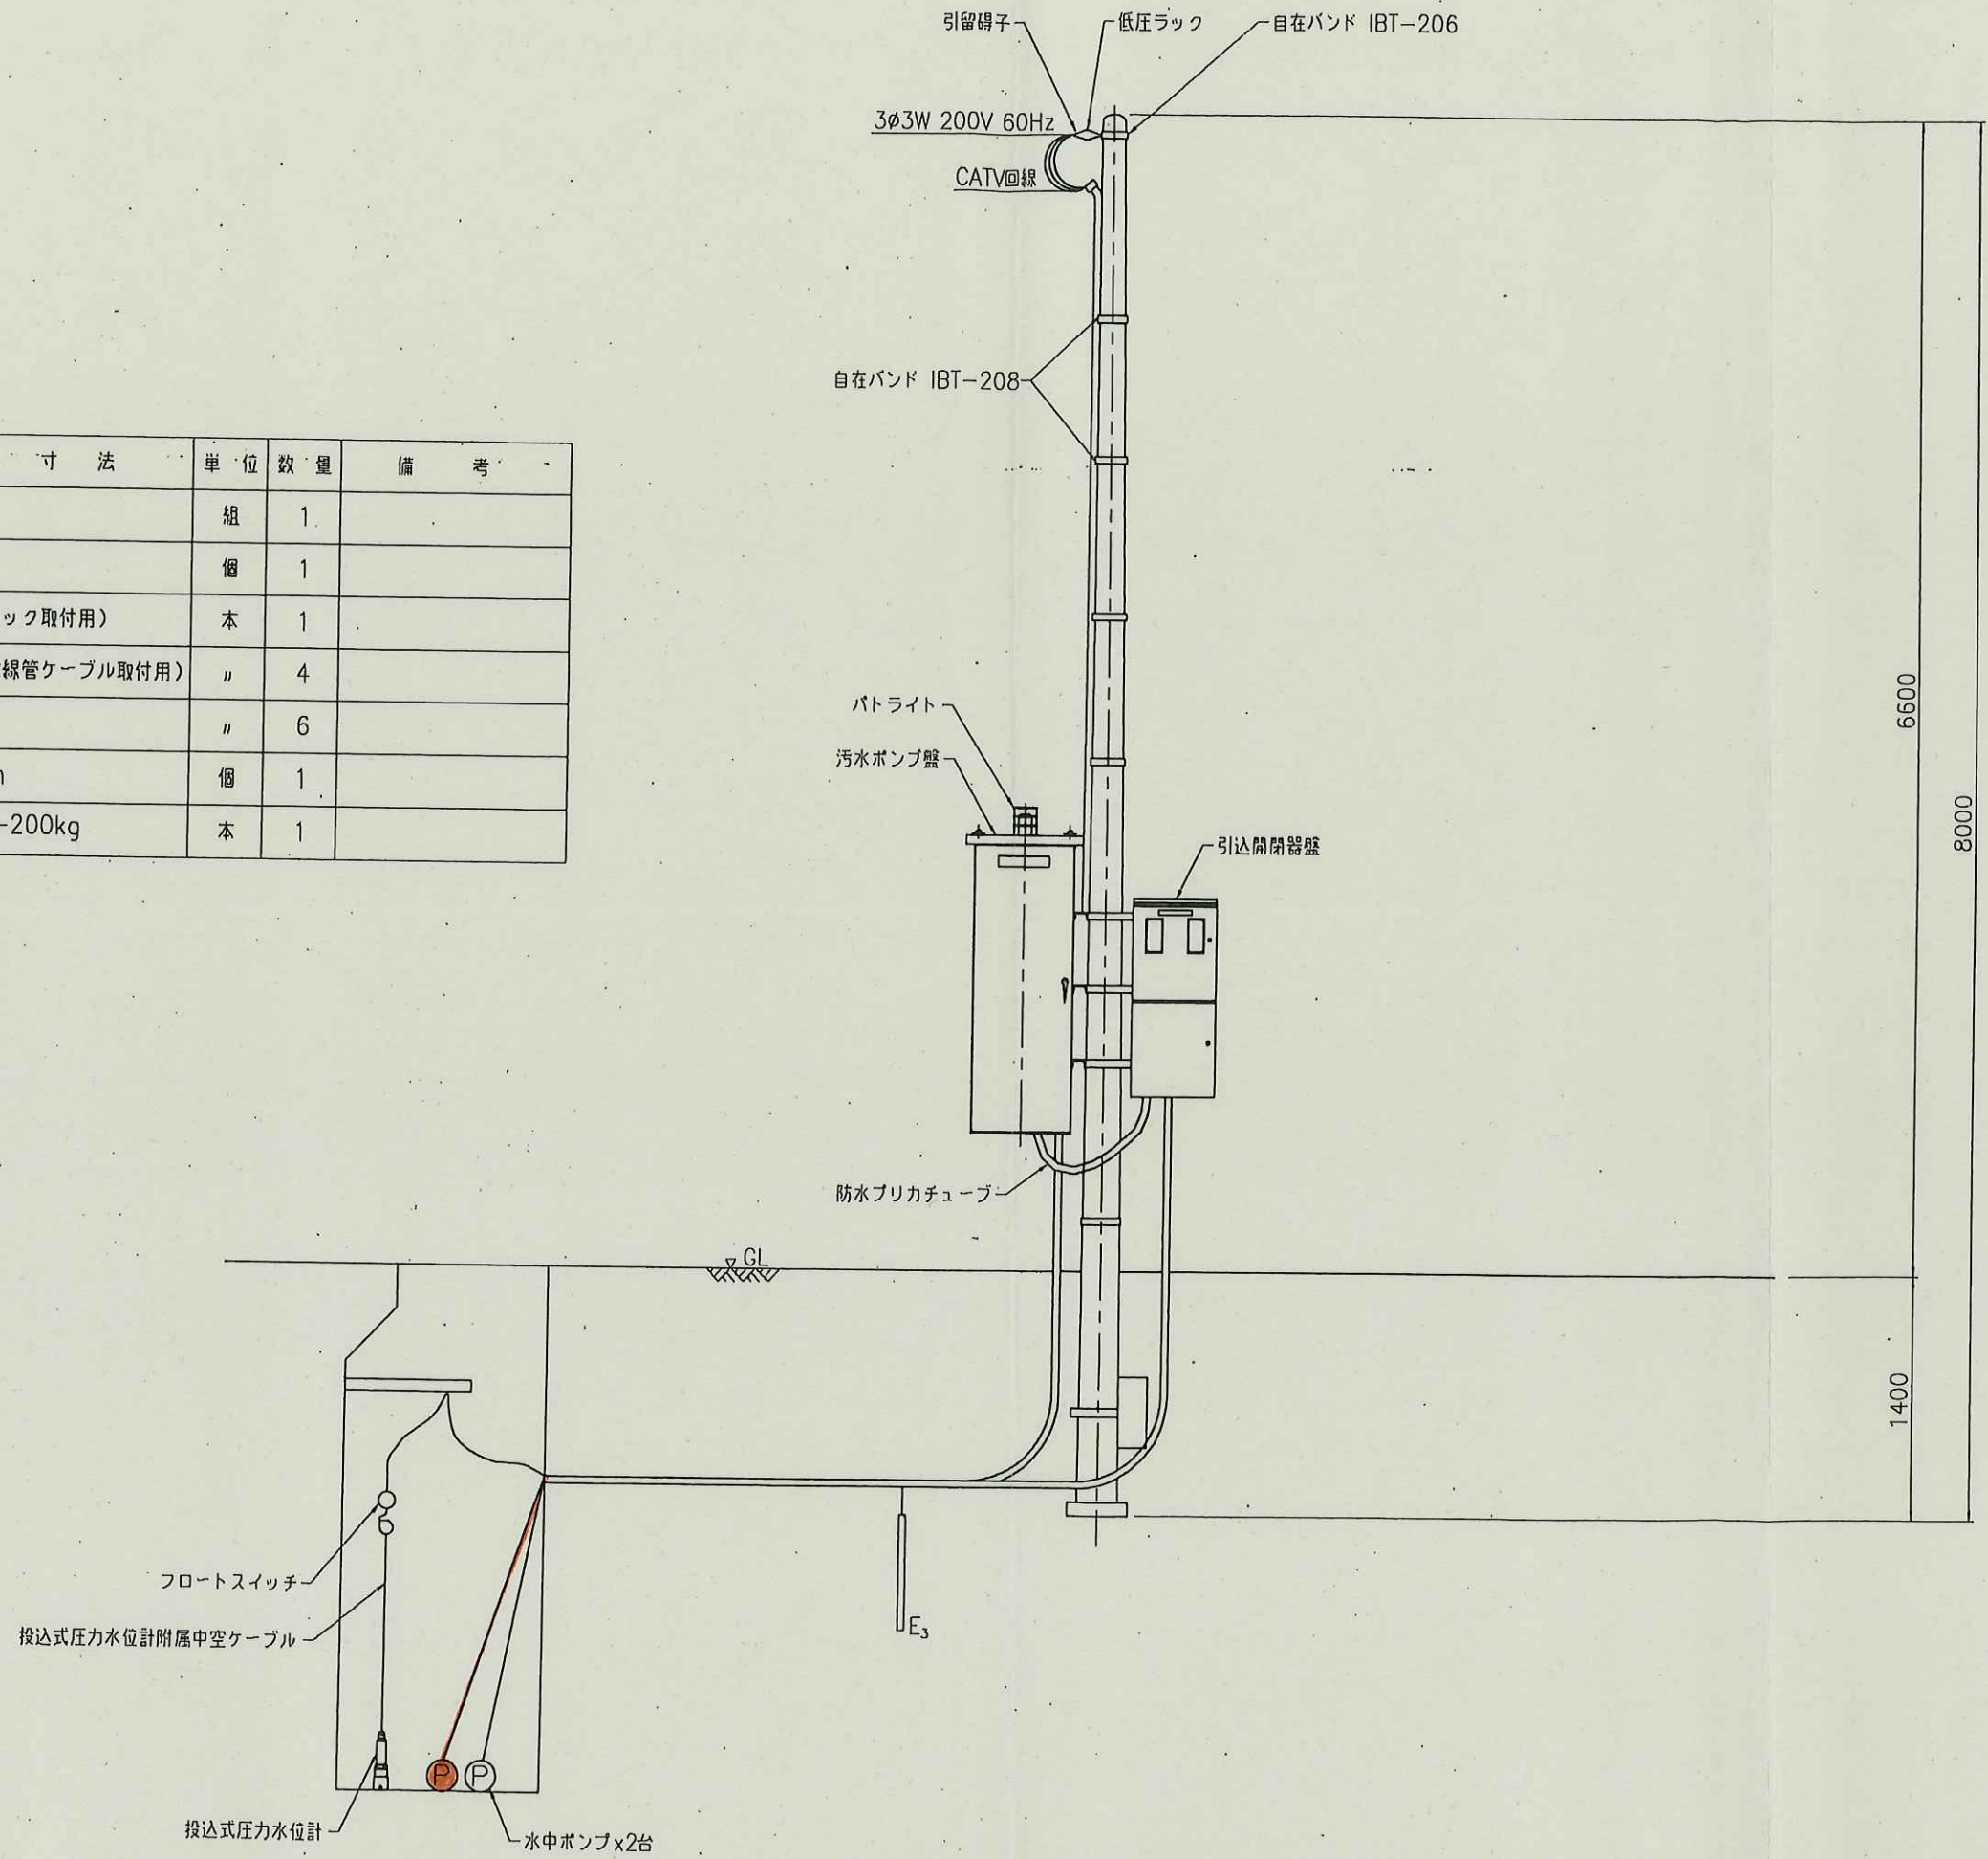 引留碍子
低圧ラック
自在バンド IBT-206
3φ3W 200V 60Hz
CATV回線
自在バンド IBT-208
寸 法 単 位 数 量 備 考
組 1
個 1
ック取付用) 本 1
線管ケーブル取付用) 〃 4
〃 6
個 1
-200kg 本 1
パトライト
汚水ポンプ盤
引込開閉器盤
6600
8000
防水プリカチューブ
GL
1400
フロートスイッチ
投込式圧力水位計附属中空ケーブル
E₃
P P
投込式圧力水位計
水中ポンプx2台